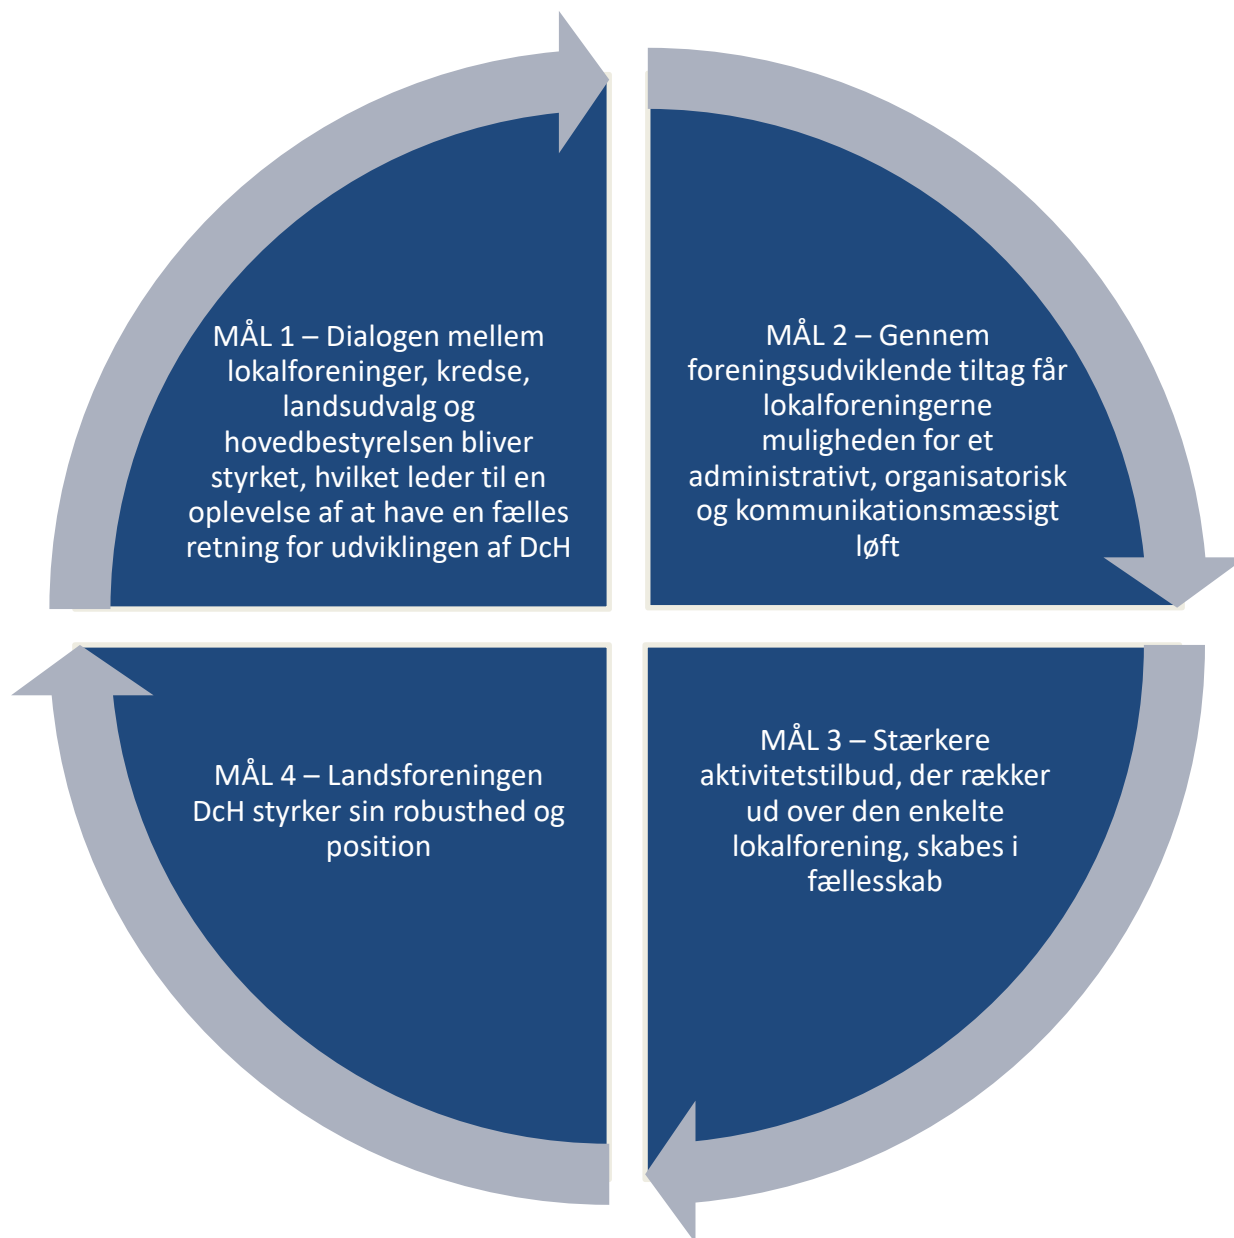 MÅL 1 – Dialogen mellem
lokalforeninger, kredse,
landsudvalg og
hovedbestyrelsen bliver
styrket, hvilket leder til en
oplevelse af at have en fælles
retning for udviklingen af DcH
MÅL 2 – Gennem
foreningsudviklende tiltag får
lokalforeningerne
muligheden for et
administrativt, organisatorisk
og kommunikationsmæssigt
løft
MÅL 3 – Stærkere
aktivitetstilbud, der rækker
ud over den enkelte
lokalforening, skabes i
fællesskab
MÅL 4 – Landsforeningen
DcH styrker sin robusthed og
position